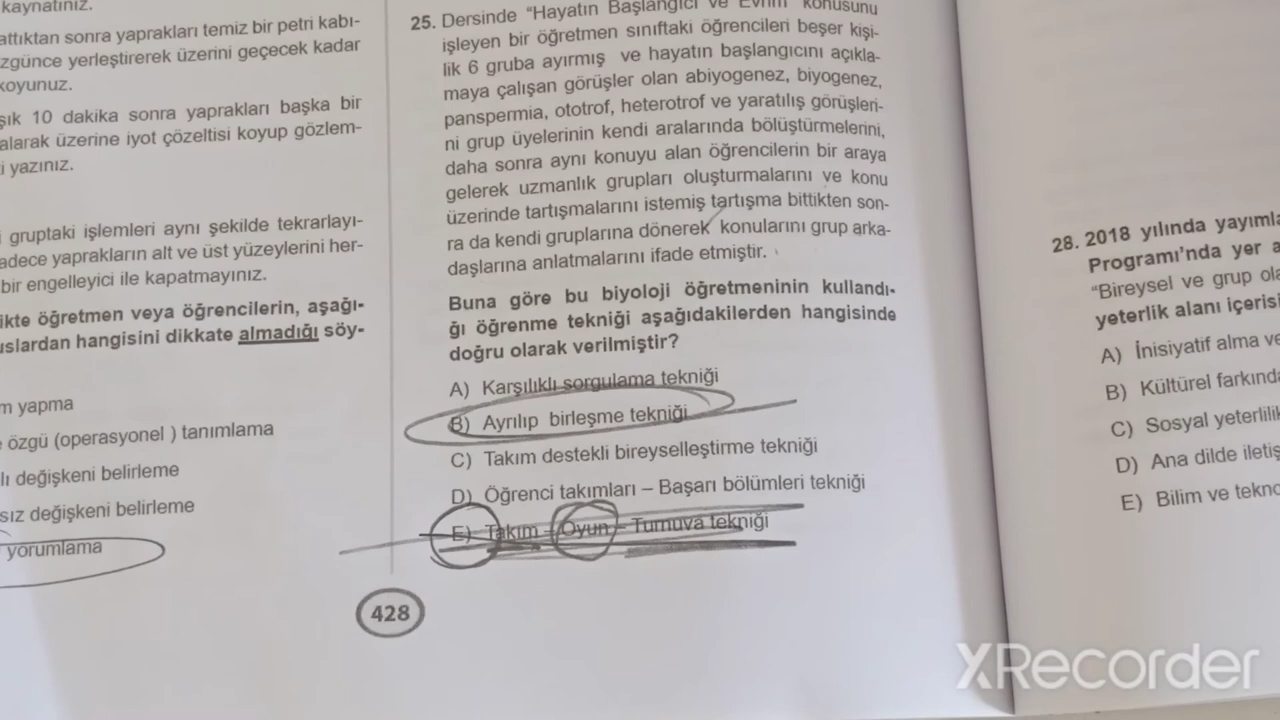 kaynatınız.
attıktan sonra yaprakları temiz bir petri kabı-
zgünce yerleştirerek üzerini geçecek kadar
koyunuz.
şık 10 dakika sonra yaprakları başka bir
alarak üzerine iyot çözeltisi koyup gözlem-
i yazınız.
gruptaki işlemleri aynı şekilde tekrarlayı-
adece yaprakların alt ve üst yüzeylerini her-
bir engelleyici ile kapatmayınız.
ikte öğretmen veya öğrencilerin, aşağı-
uslardan hangisini dikkate almadığı söy-
m yapma
özgü (operasyonel ) tanımlama
lı değişkeni belirleme
sız değişkeni belirleme
yorumlama
25. Dersinde “Hayatın Başlangıcı ve Evrim” konusunu
işleyen bir öğretmen sınıftaki öğrencileri beşer kişi-
lik 6 gruba ayırmış ve hayatın başlangıcını açıkla-
maya çalışan görüşler olan abiyogenez, biyogenez,
panspermia, ototrof, heterotrof ve yaratılış görüşleri-
ni grup üyelerinin kendi aralarında bölüştürmelerini,
daha sonra aynı konuyu alan öğrencilerin bir araya
gelerek uzmanlık grupları oluşturmalarını ve konu
üzerinde tartışmalarını istemiş tartışma bittikten son-
ra da kendi gruplarına dönerek konularını grup arka-
daşlarına anlatmalarını ifade etmiştir.
Buna göre bu biyoloji öğretmeninin kullandı-
ğı öğrenme tekniği aşağıdakilerden hangisinde
doğru olarak verilmiştir?
A) Karşılıklı sorgulama tekniği
B) Ayrılıp birleşme tekniği
C) Takım destekli bireyselleştirme tekniği
D) Öğrenci takımları – Başarı bölümleri tekniği
E) Takım – Oyun – Turnuva tekniği
428
28. 2018 yılında yayımla
Programı’nda yer a
“Bireysel ve grup ola
yeterlik alanı içerisi
A) İnisiyatif alma ve
B) Kültürel farkında
C) Sosyal yeterlilik
D) Ana dilde iletiş
E) Bilim ve tekno
XRecorder